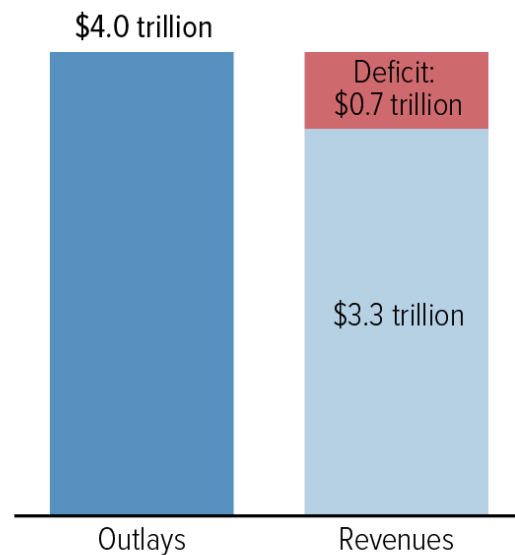 $4.0 trillion
Deficit:
$0.7 trillion
$3.3 trillion
Outlays
Revenues